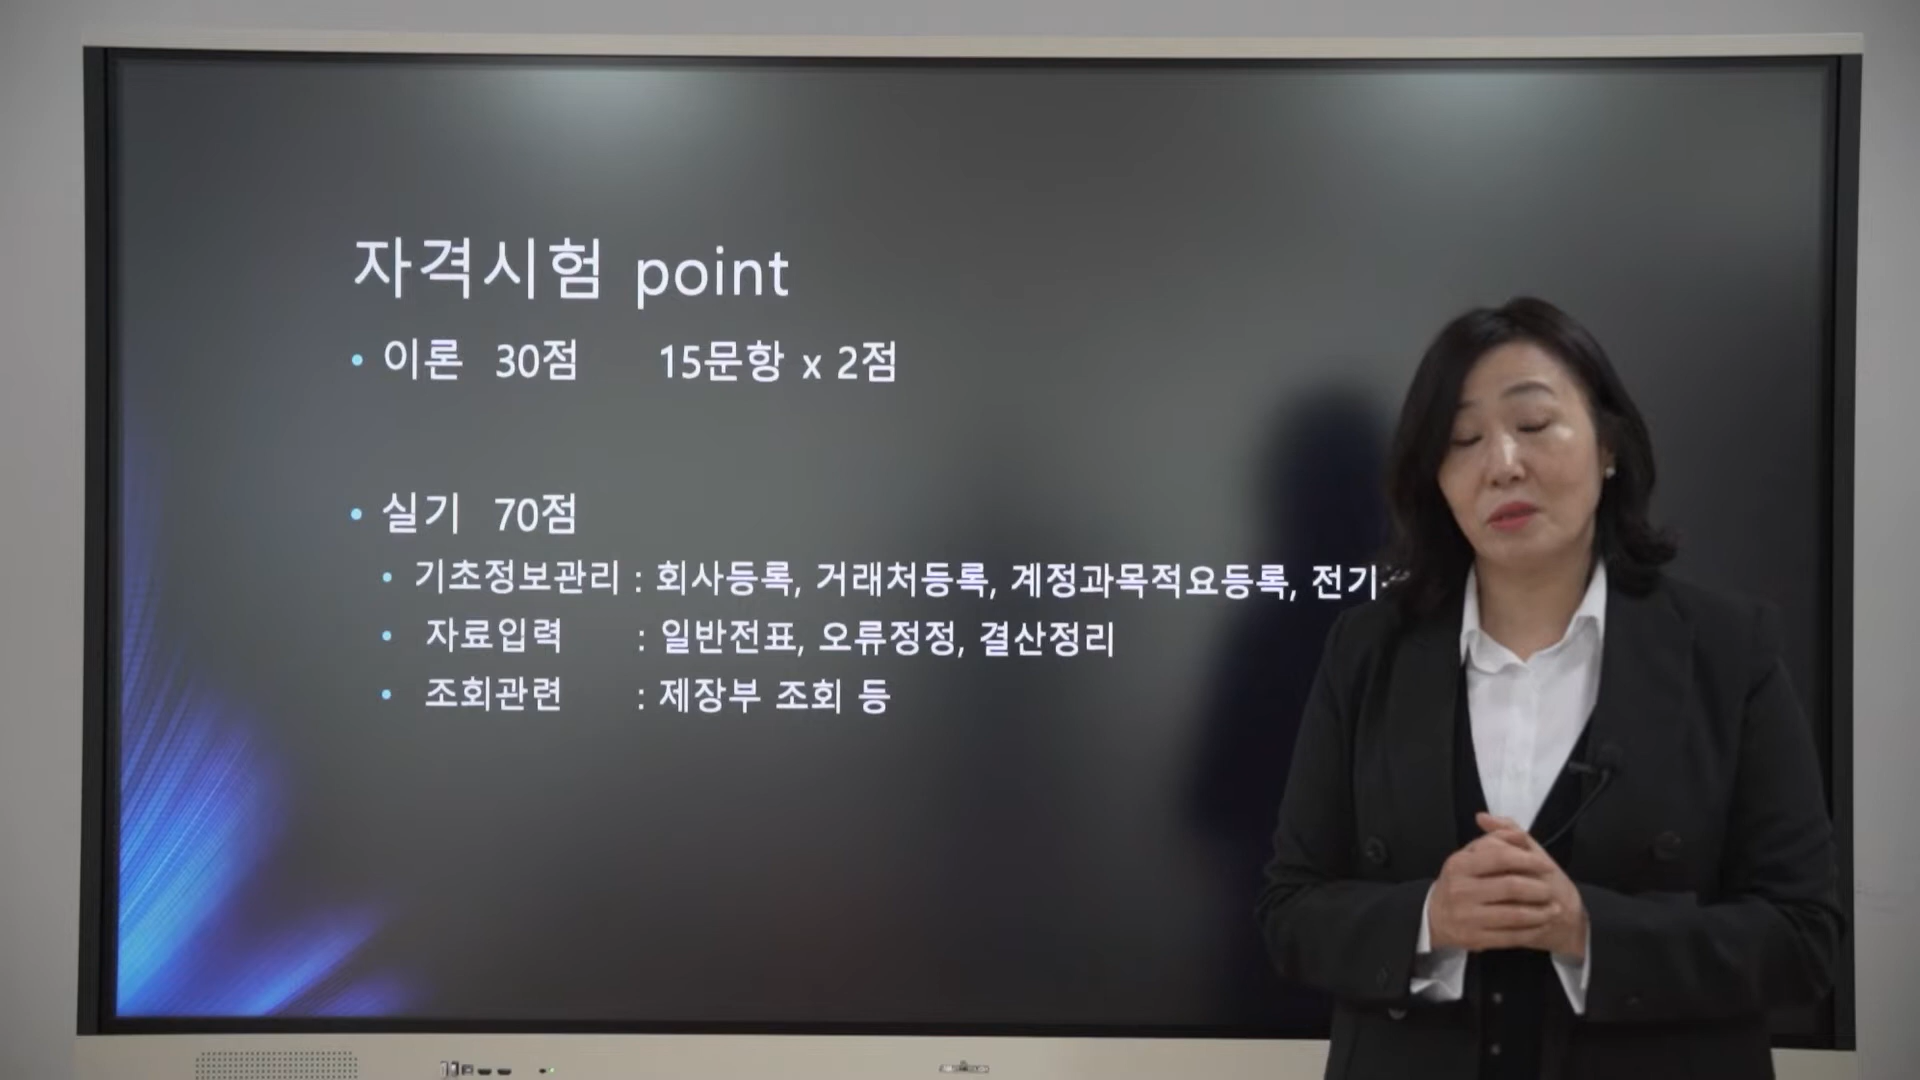 자격시험 point
• 이론 30점 15문항 x 2점
• 실기 70점
• 기초정보관리 : 회사등록, 거래처등록, 계정과목적요등록, 전기
• 자료입력 : 일반전표, 오류정정, 결산정리
• 조회관련 : 제장부 조회 등